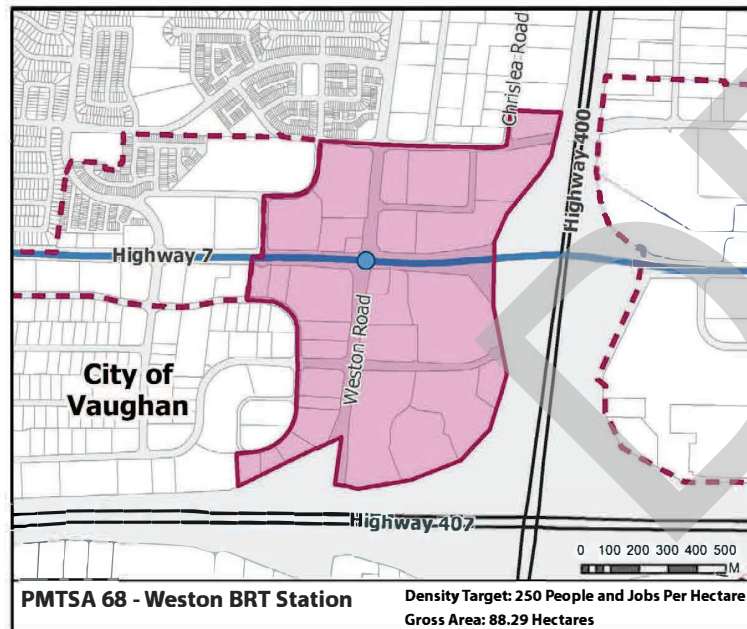 Chrislea Road
Highway 400
Highway 7
Weston Road
City of
Vaughan
Highway 407
0 100 200 300 400 500
M
PMTSA 68 - Weston BRT Station
Density Target: 250 People and Jobs Per Hectare
Gross Area: 88.29 Hectares